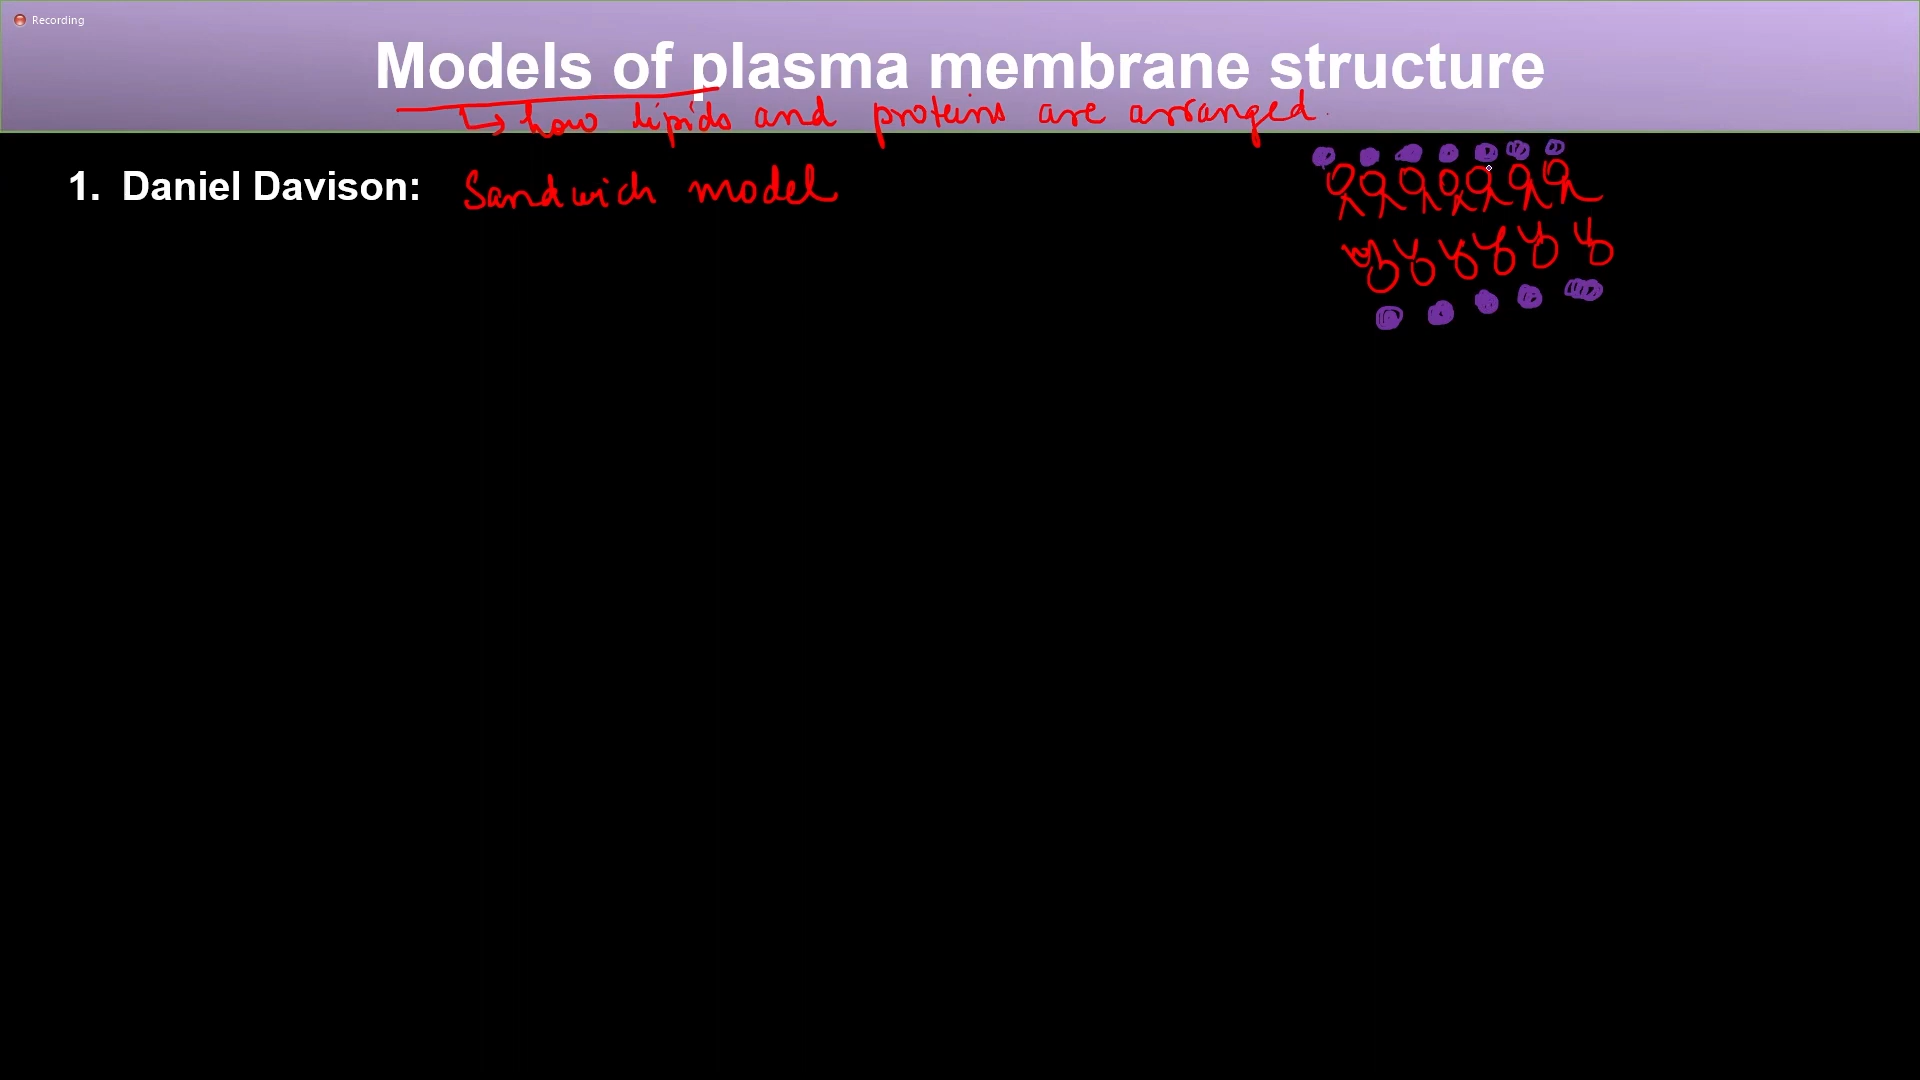 Recording
Models of plasma membrane structure
how lipids and proteins are arranged.
1. Daniel Davison: Sandwich model